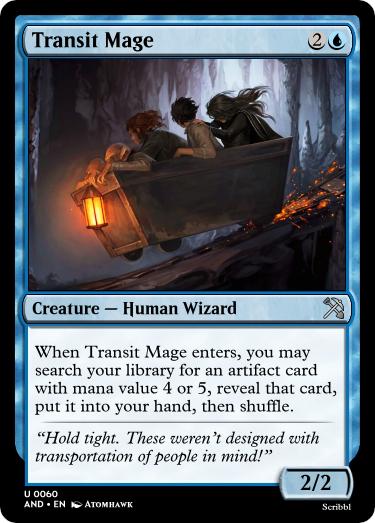 Transit Mage 2
Creature — Human Wizard
When Transit Mage enters, you may
search your library for an artifact card
with mana value 4 or 5, reveal that card,
put it into your hand, then shuffle.
“Hold tight. These weren’t designed with
transportation of people in mind!”
2/2
U 0060
AND • EN Atomhawk
Scribbl